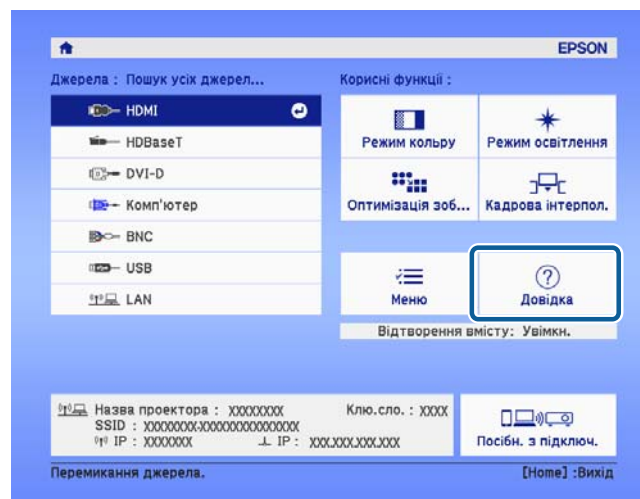 EPSON
Джерела : Пошук усіх джерел...
HDMI
HDBaseT
DVI-D
Комп'ютер
BNC
USB
LAN
Корисні функції :
Режим кольору
Режим освітлення
Оптимізація зоб...
Кадрова інтерпол.
Меню
Довідка
Відтворення вмісту: Увімкн.
Назва проектора : XXXXXXXX
Клю.сло. : XXXX
SSID : XXXXXXXX-XXXXXXXXXXXXXXX
IP : XXXXXXX
IP : XXX.XXX.XXX.XXX
Посібн. з підключ.
Перемикання джерела.
[Home] :Вихід